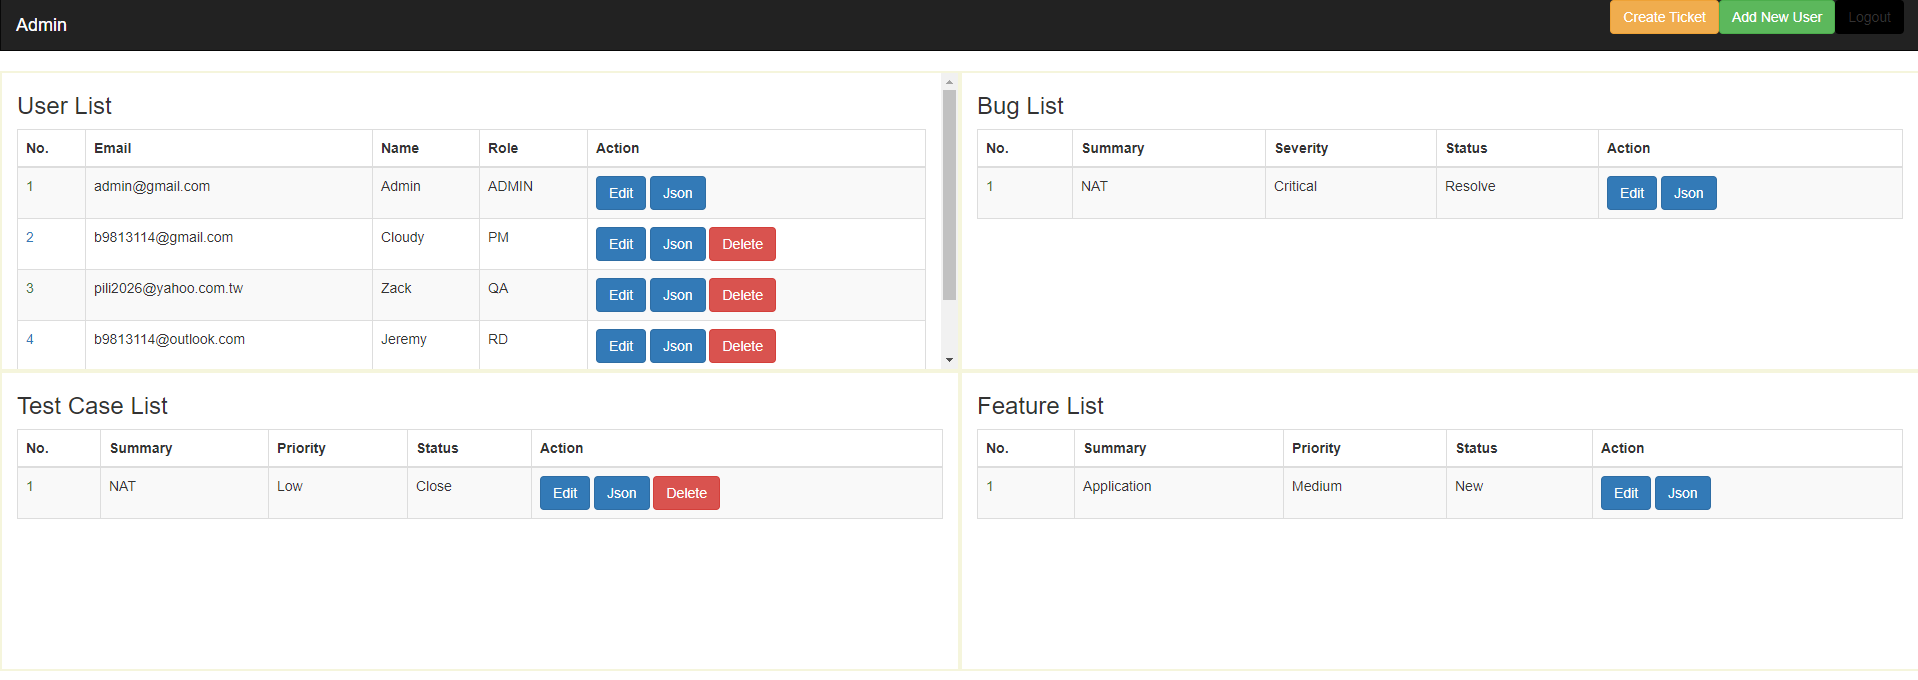 Admin
Create Ticket Add New User Logout
User List
No. Email Name Role Action
1 admin@gmail.com Admin ADMIN Edit Json
2 b9813114@gmail.com Cloudy PM Edit Json Delete
3 pili2026@yahoo.com.tw Zack QA Edit Json Delete
4 b9813114@outlook.com Jeremy RD Edit Json Delete
Bug List
No. Summary Severity Status Action
1 NAT Critical Resolve Edit Json
Test Case List
No. Summary Priority Status Action
1 NAT Low Close Edit Json Delete
Feature List
No. Summary Priority Status Action
1 Application Medium New Edit Json